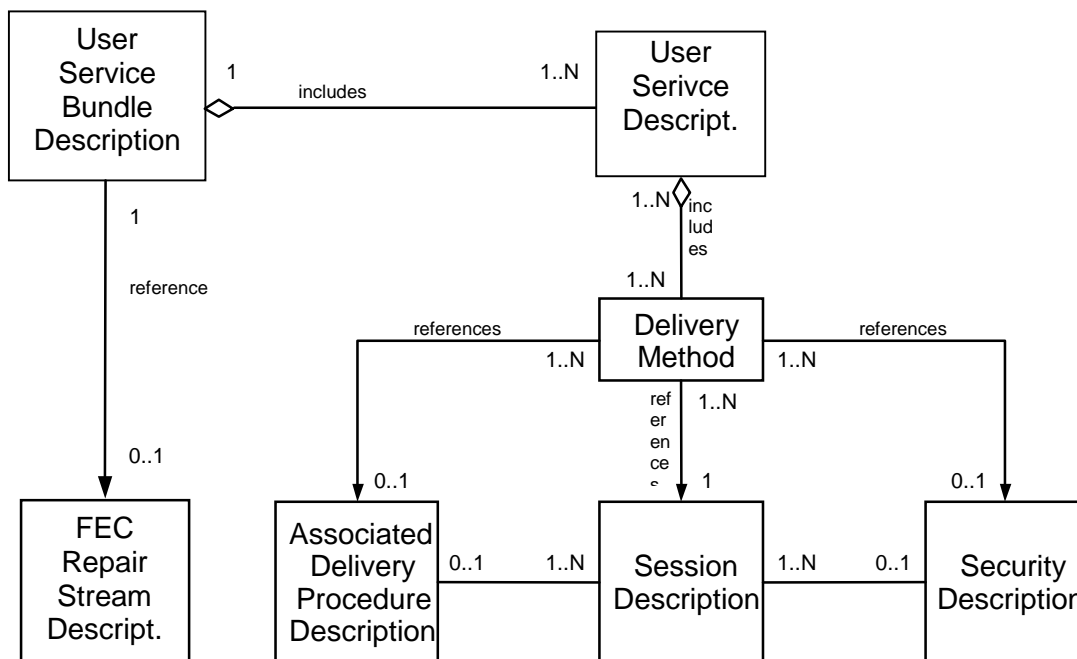 User
Service
Bundle
Description
1
includes
1..N
User
Serivce
Descript.
1..N
inc
lud
es
1..N
1
reference
0..1
references
Delivery
Method
references
1..N
1..N
1..N
ref
er
en
ce
s
0..1
1
0..1
FEC
Repair
Stream
Descript.
Associated
Delivery
Procedure
Description
0..1
1..N
Session
Description
1..N
0..1
Security
Description